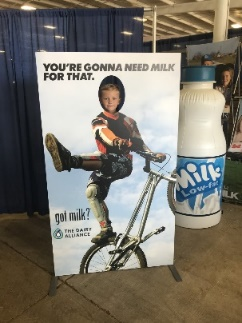 YOU'RE GONNA NEED MILK
FOR THAT.
got milk?
THE DAIRY
ALLIANCE
Milk
Low-fat